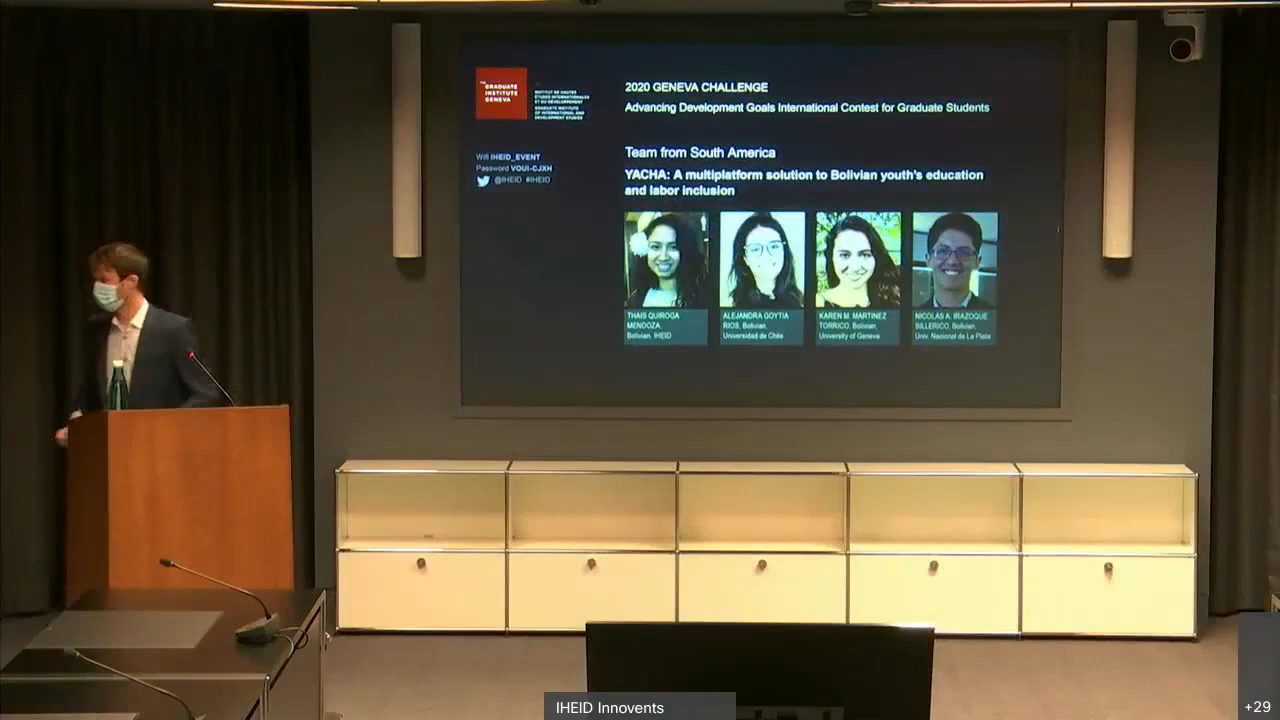 THE GRADUATE
INSTITUTE
GENEVA
INSTITUT DE HAUTES
ÉTUDES INTERNATIONALES
ET DU DÉVELOPPEMENT
GRADUATE INSTITUTE
OF INTERNATIONAL AND
DEVELOPMENT STUDIES
Wifi IHEID_EVENT
Password VOUI-CJXH
@IHEID #IHEID
2020 GENEVA CHALLENGE
Advancing Development Goals International Contest for Graduate Students
Team from South America
YACHA: A multiplatform solution to Bolivian youth's education
and labor inclusion
THAIS QUIROGA
MENDOZA,
Bolivian, IHEID
ALEJANDRA GOYTIA
RIOS, Bolivian,
Universidad de Chile
KAREN M. MARTINEZ
TORRICO, Bolivian,
University of Geneva
NICOLAS A. IRAZOQUE
SILLERICO, Bolivian,
Univ. Nacional de La Plata
IHEID Innovents
+29